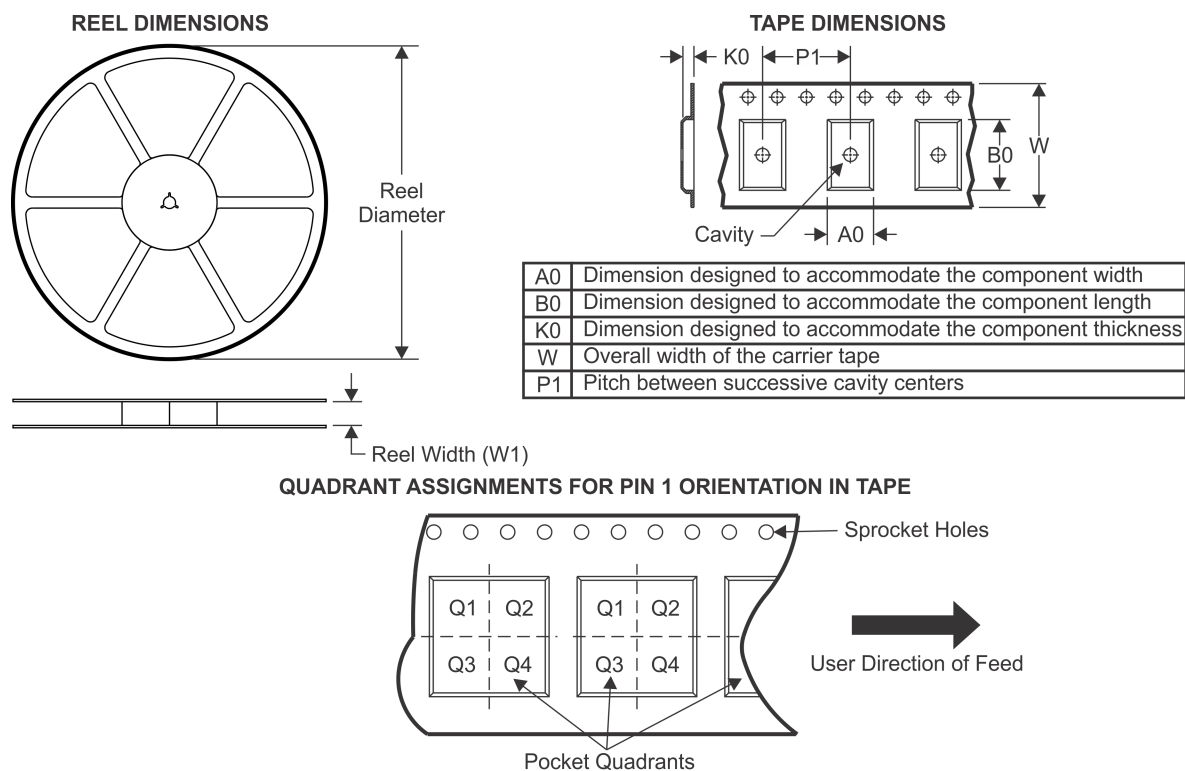 REEL DIMENSIONS
Reel
Diameter
Reel Width (W1)
TAPE DIMENSIONS
K0
P1
B0
W
Cavity
A0
A0 Dimension designed to accommodate the component width
B0 Dimension designed to accommodate the component length
K0 Dimension designed to accommodate the component thickness
W Overall width of the carrier tape
P1 Pitch between successive cavity centers
QUADRANT ASSIGNMENTS FOR PIN 1 ORIENTATION IN TAPE
Sprocket Holes
Q1 Q2 Q1 Q2
Q3 Q4 Q3 Q4
User Direction of Feed
Pocket Quadrants